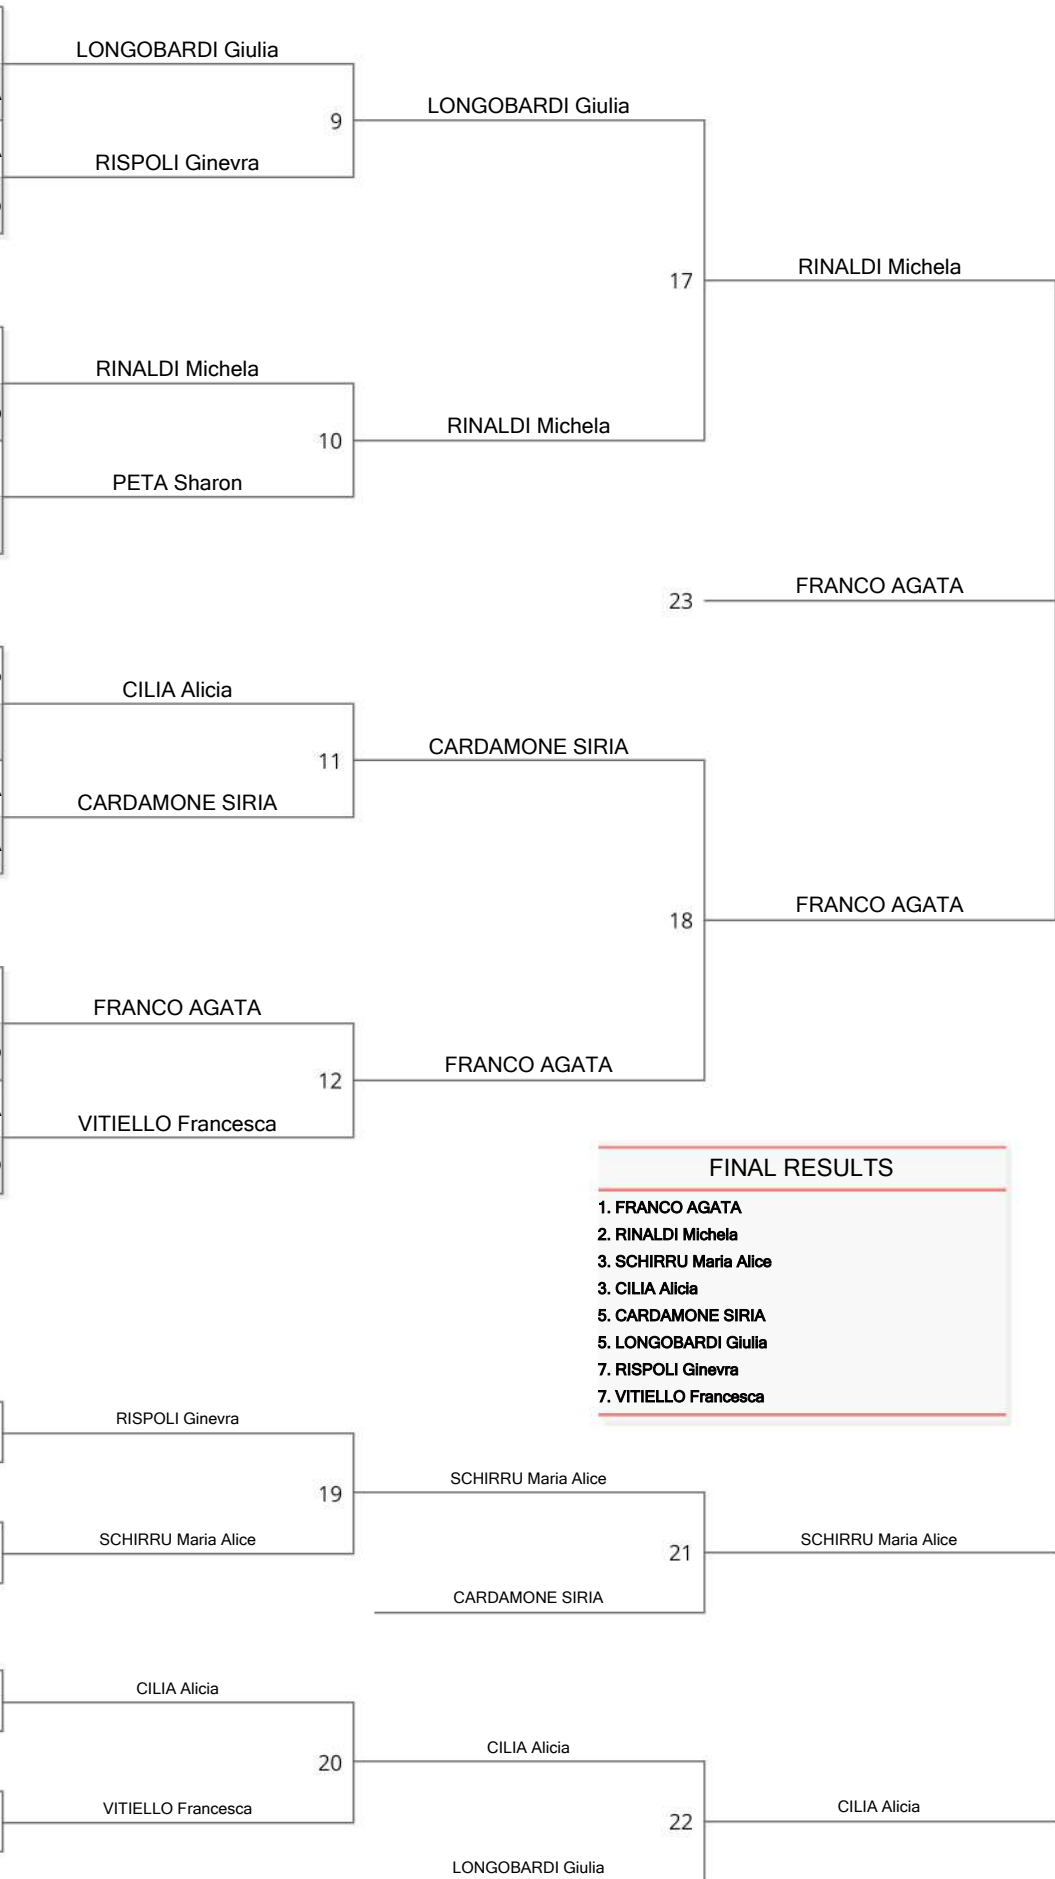 LONGOBARDI Giulia
9
LONGOBARDI Giulia
RISPOLI Ginevra
17
RINALDI Michela
RINALDI Michela
10
RINALDI Michela
PETA Sharon
23
FRANCO AGATA
CILIA Alicia
11
CARDAMONE SIRIA
CARDAMONE SIRIA
18
FRANCO AGATA
FRANCO AGATA
12
FRANCO AGATA
VITIELLO Francesca
FINAL RESULTS
1. FRANCO AGATA
2. RINALDI Michela
3. SCHIRRU Maria Alice
3. CILIA Alicia
5. CARDAMONE SIRIA
5. LONGOBARDI Giulia
7. RISPOLI Ginevra
7. VITIELLO Francesca
RISPOLI Ginevra
19
SCHIRRU Maria Alice
SCHIRRU Maria Alice
21
SCHIRRU Maria Alice
CARDAMONE SIRIA
CILIA Alicia
20
CILIA Alicia
VITIELLO Francesca
22
CILIA Alicia
LONGOBARDI Giulia